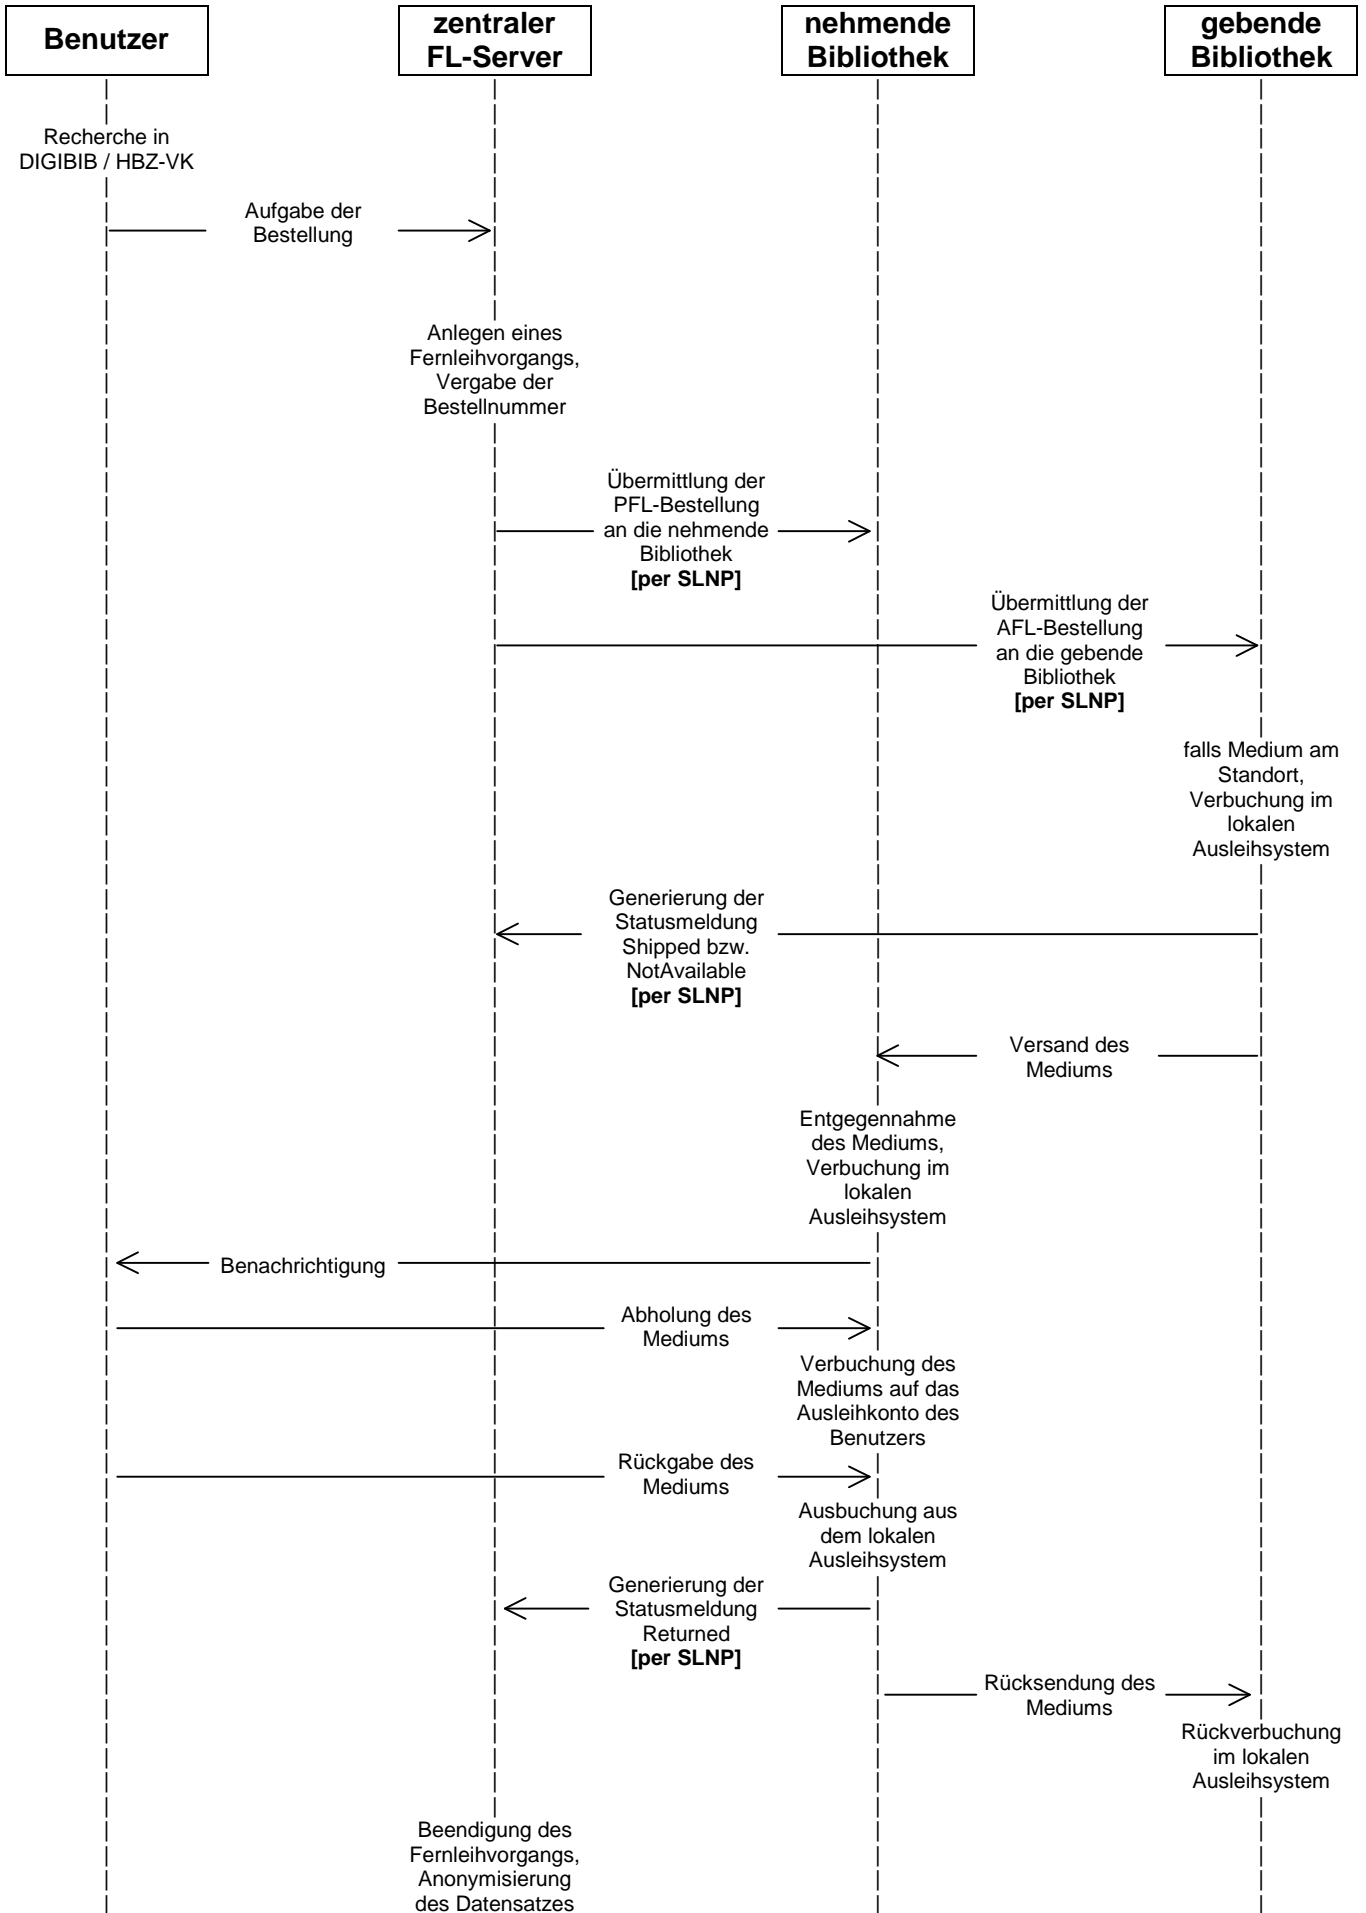 Benutzer
zentraler
FL-Server
nehmende
Bibliothek
gebende
Bibliothek
Recherche in
DIGIBIB / HBZ-VK
Aufgabe der
Bestellung
Anlegen eines
Fernleihvorgangs,
Vergabe der
Bestellnummer
Übermittlung der
PFL-Bestellung
an die nehmende
Bibliothek
[per SLNP]
Übermittlung der
AFL-Bestellung
an die gebende
Bibliothek
[per SLNP]
falls Medium am
Standort,
Verbuchung im
lokalen
Ausleihsystem
Generierung der
Statusmeldung
Shipped bzw.
NotAvailable
[per SLNP]
Versand des
Mediums
Entgegennahme
des Mediums,
Verbuchung im
lokalen
Ausleihsystem
Benachrichtigung
Abholung des
Mediums
Verbuchung des
Mediums auf das
Ausleihkonto des
Benutzers
Rückgabe des
Mediums
Ausbuchung aus
dem lokalen
Ausleihsystem
Generierung der
Statusmeldung
Returned
[per SLNP]
Rücksendung des
Mediums
Rückverbuchung
im lokalen
Ausleihsystem
Beendigung des
Fernleihvorgangs,
Anonymisierung
des Datensatzes